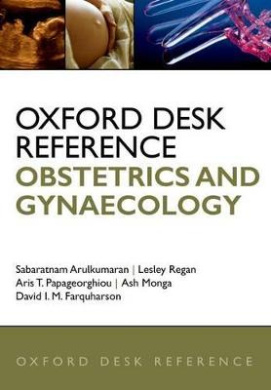 OXFORD DESK
REFERENCE
OBSTETRICS AND
GYNAECOLOGY
Sabaratnam Arulkumaran | Lesley Regan
Aris T. Papageorghiou | Ash Monga
David I. M. Farquharson
OXFORD DESK REFERENCE